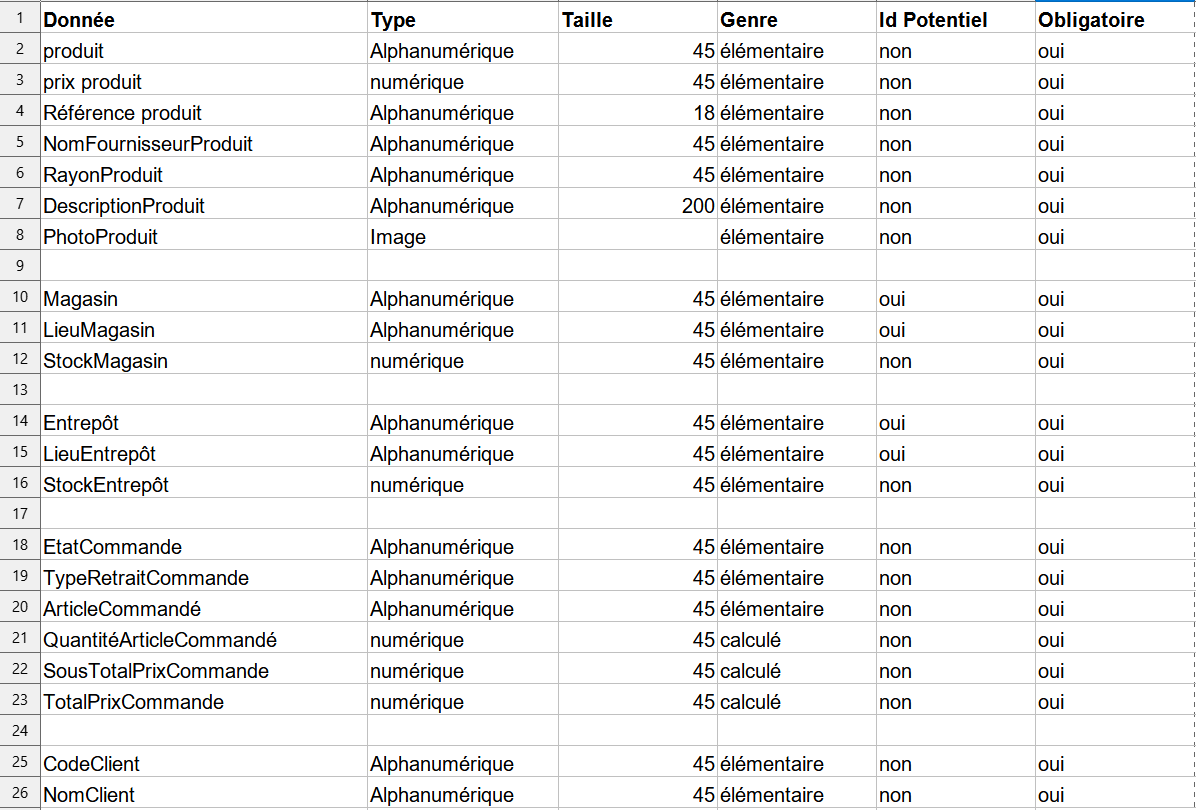 1 Donnée Type Taille Genre Id Potentiel Obligatoire
2 produit Alphanumérique 45 élémentaire non oui
3 prix produit numérique 45 élémentaire non oui
4 Référence produit Alphanumérique 18 élémentaire non oui
5 NomFournisseurProduit Alphanumérique 45 élémentaire non oui
6 RayonProduit Alphanumérique 45 élémentaire non oui
7 DescriptionProduit Alphanumérique 200 élémentaire non oui
8 PhotoProduit Image élémentaire non oui
9
10 Magasin Alphanumérique 45 élémentaire oui oui
11 LieuMagasin Alphanumérique 45 élémentaire oui oui
12 StockMagasin numérique 45 élémentaire non oui
13
14 Entrepôt Alphanumérique 45 élémentaire oui oui
15 LieuEntrepôt Alphanumérique 45 élémentaire oui oui
16 StockEntrepôt numérique 45 élémentaire non oui
17
18 EtatCommande Alphanumérique 45 élémentaire non oui
19 TypeRetraitCommande Alphanumérique 45 élémentaire non oui
20 ArticleCommandé Alphanumérique 45 élémentaire non oui
21 QuantitéArticleCommandé numérique 45 calculé non oui
22 SousTotalPrixCommande numérique 45 calculé non oui
23 TotalPrixCommande numérique 45 calculé non oui
24
25 CodeClient Alphanumérique 45 élémentaire non oui
26 NomClient Alphanumérique 45 élémentaire non oui